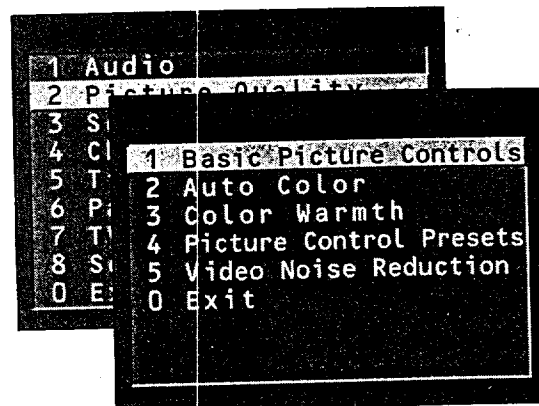 1 Audio
2 Picture Quality
3
4
5
6
7
8
0
1 Basic Picture Controls
2 Auto Color
3 Color Warmth
4 Picture Control Presets
5 Video Noise Reduction
0 Exit